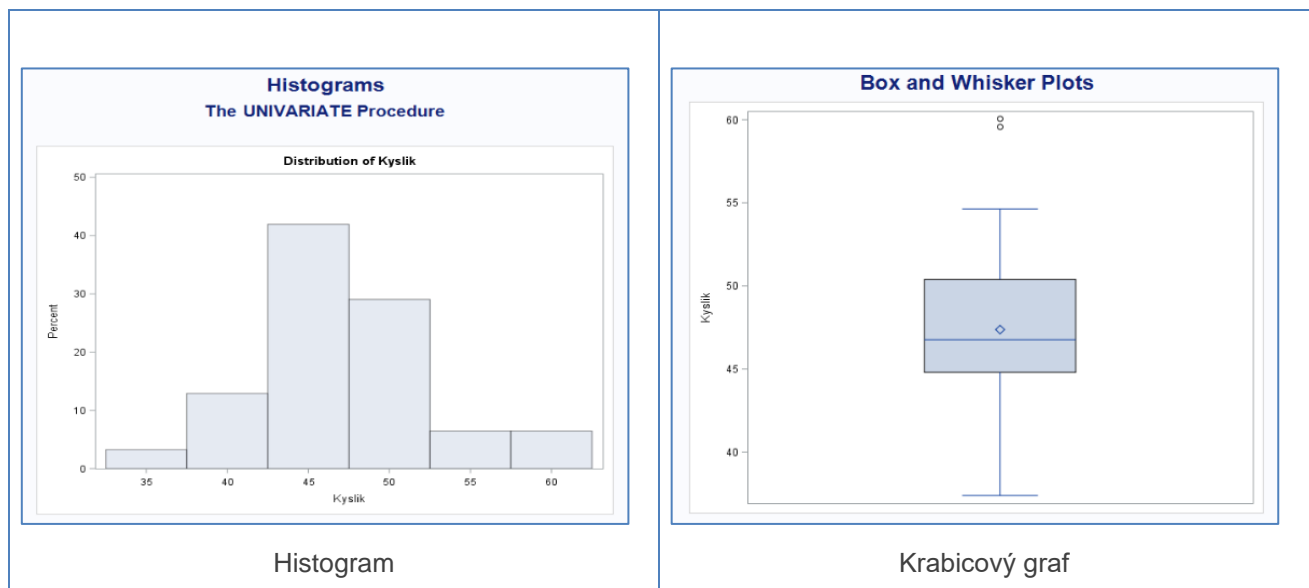 Histograms
The UNIVARIATE Procedure
Distribution of Kyslik
50
40
30
20
10
0
Percent
35 40 45 50 55 60
Kyslik
Histogram
Box and Whisker Plots
60
55
50
45
40
Kyslik
Krabicový graf